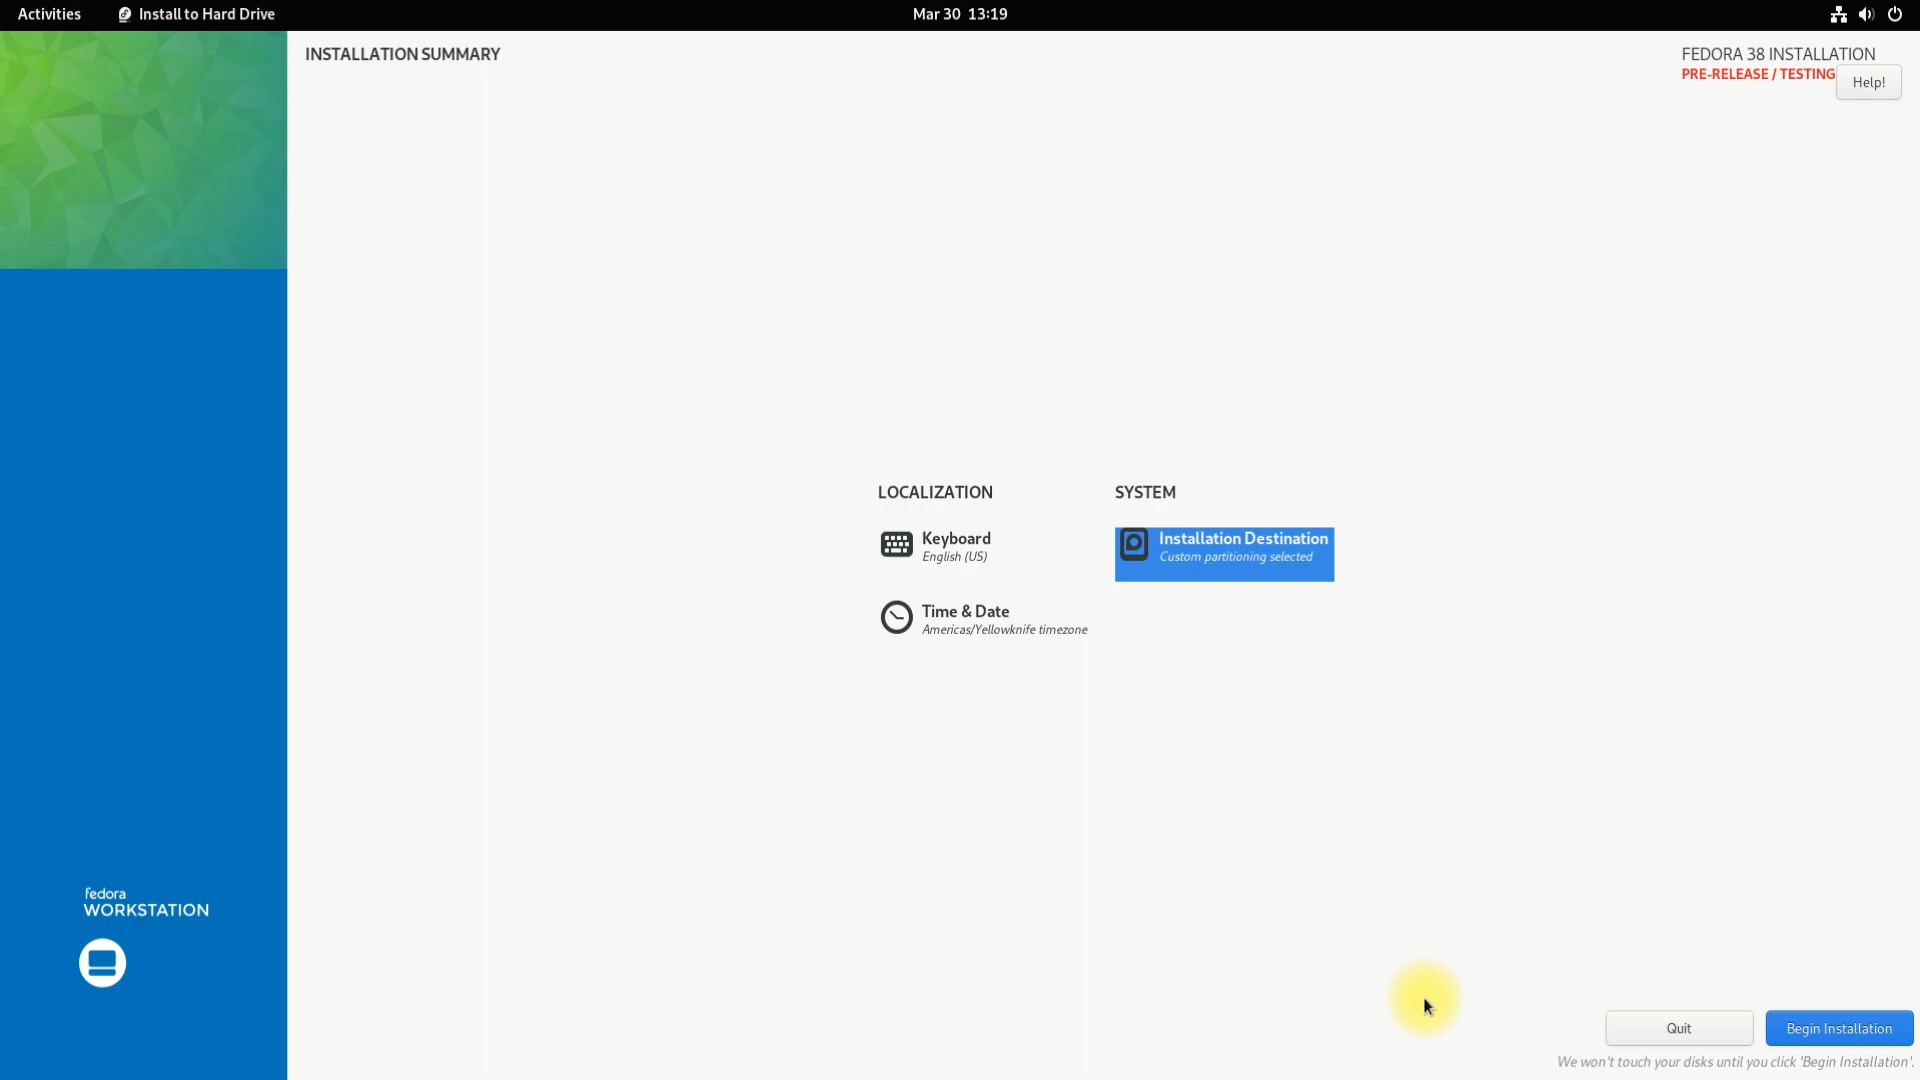 Activities
Install to Hard Drive
Mar 30 13:19
INSTALLATION SUMMARY
FEDORA 38 INSTALLATION
PRE-RELEASE / TESTING
Help!
LOCALIZATION
Keyboard
English (US)
Time & Date
Americas/Yellowknife timezone
SYSTEM
Installation Destination
Custom partitioning selected
fedora
WORKSTATION
Quit
Begin Installation
We won't touch your disks until you click 'Begin Installation'.